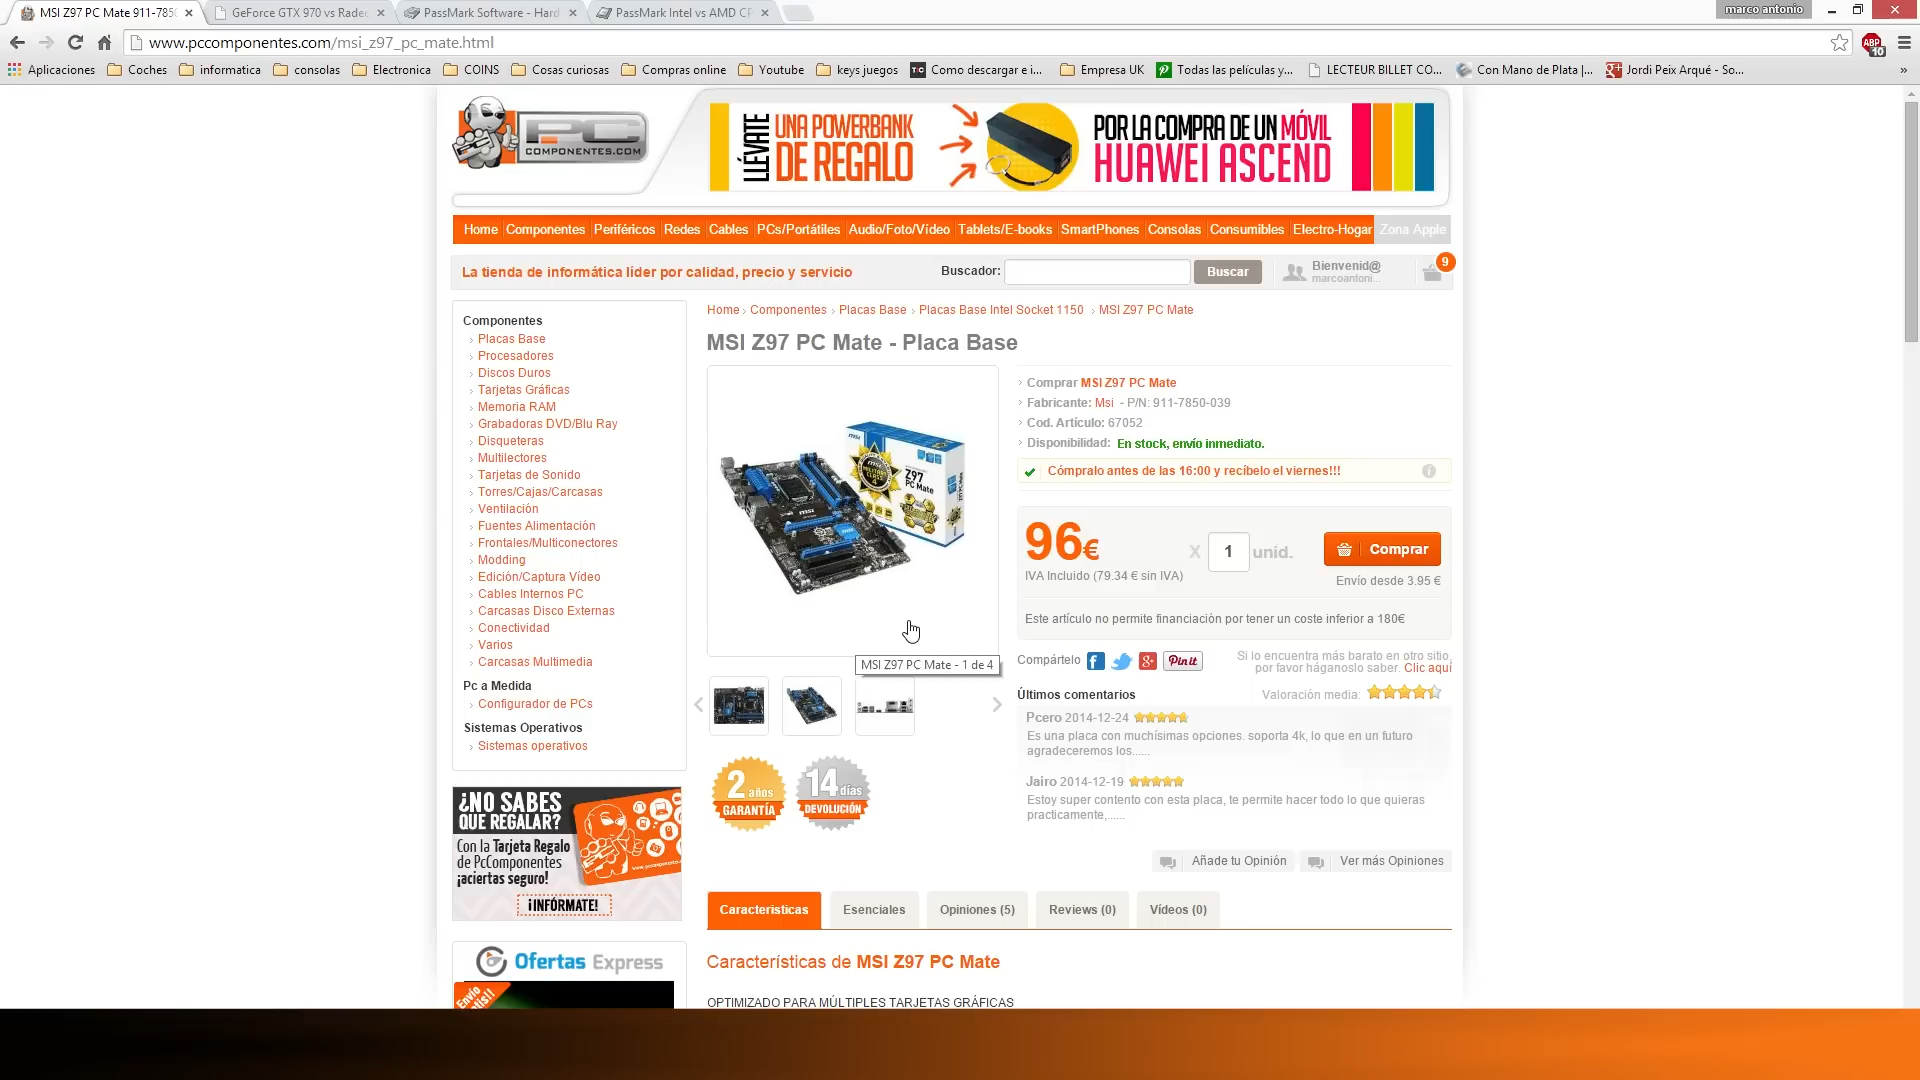 MSI Z97 PC Mate 911-785
GeForce GTX 970 vs Rade
PassMark Software - Hard
PassMark Intel vs AMD CP
marco antonio
www.pccomponentes.com/msi_z97_pc_mate.html
ABP
10
Aplicaciones
Coches
informatica
consolas
Electronica
COINS
Cosas curiosas
Compras online
Youtube
keys juegos
Como descargar e i...
Empresa UK
Todas las películas y...
LECTEUR BILLET CO...
Con Mano de Plata |...
Jordi Peix Arqué - So...
»
PC
COMPONENTES.COM
LLÉVATE
UNA POWERBANK
DE REGALO
POR LA COMPRA DE UN MÓVIL
HUAWEI ASCEND
Home
Componentes
Periféricos
Redes
Cables
PCs/Portátiles
Audio/Foto/Vídeo
Tablets/E-books
SmartPhones
Consolas
Consumibles
Electro-Hogar
Zona Apple
La tienda de informática líder por calidad, precio y servicio
Buscador:
Buscar
Bienvenid@
marcoantoni...
9
Componentes
Placas Base
Procesadores
Discos Duros
Tarjetas Gráficas
Memoria RAM
Grabadoras DVD/Blu Ray
Disqueteras
Multilectores
Tarjetas de Sonido
Torres/Cajas/Carcasas
Ventilación
Fuentes Alimentación
Frontales/Multiconectores
Modding
Edición/Captura Vídeo
Cables Internos PC
Carcasas Disco Externas
Conectividad
Varios
Carcasas Multimedia
Pc a Medida
Configurador de PCs
Sistemas Operativos
Sistemas operativos
¿NO SABES
QUE REGALAR?
Con la Tarjeta Regalo
de PcComponentes
¡aciertas seguro!
¡INFÓRMATE!
Ofertas Express
Envío
gratis!!
Home › Componentes › Placas Base › Placas Base Intel Socket 1150 › MSI Z97 PC Mate
MSI Z97 PC Mate - Placa Base
msi
Z97
PC Mate
MSI Z97 PC Mate - 1 de 4
2 años
GARANTÍA
14 días
DEVOLUCIÓN
Comprar MSI Z97 PC Mate
Fabricante: Msi - P/N: 911-7850-039
Cod. Artículo: 67052
Disponibilidad: En stock, envío inmediato.
Cómpralo antes de las 16:00 y recíbelo el viernes!!!
96€
IVA Incluido (79.34 € sin IVA)
X 1 unid.
Comprar
Envío desde 3.95 €
Este artículo no permite financiación por tener un coste inferior a 180€
Compártelo
Pin it
Si lo encuentra más barato en otro sitio,
por favor háganoslo saber. Clic aquí
Últimos comentarios
Valoración media:
Pcero 2014-12-24
Es una placa con muchísimas opciones. soporta 4k, lo que en un futuro
agradeceremos los......
Jairo 2014-12-19
Estoy super contento con esta placa, te permite hacer todo lo que quieras
practicamente,......
Añade tu Opinión
Ver más Opiniones
Caracteristicas
Esenciales
Opiniones (5)
Reviews (0)
Vídeos (0)
Características de MSI Z97 PC Mate
OPTIMIZADO PARA MÚLTIPLES TARJETAS GRÁFICAS